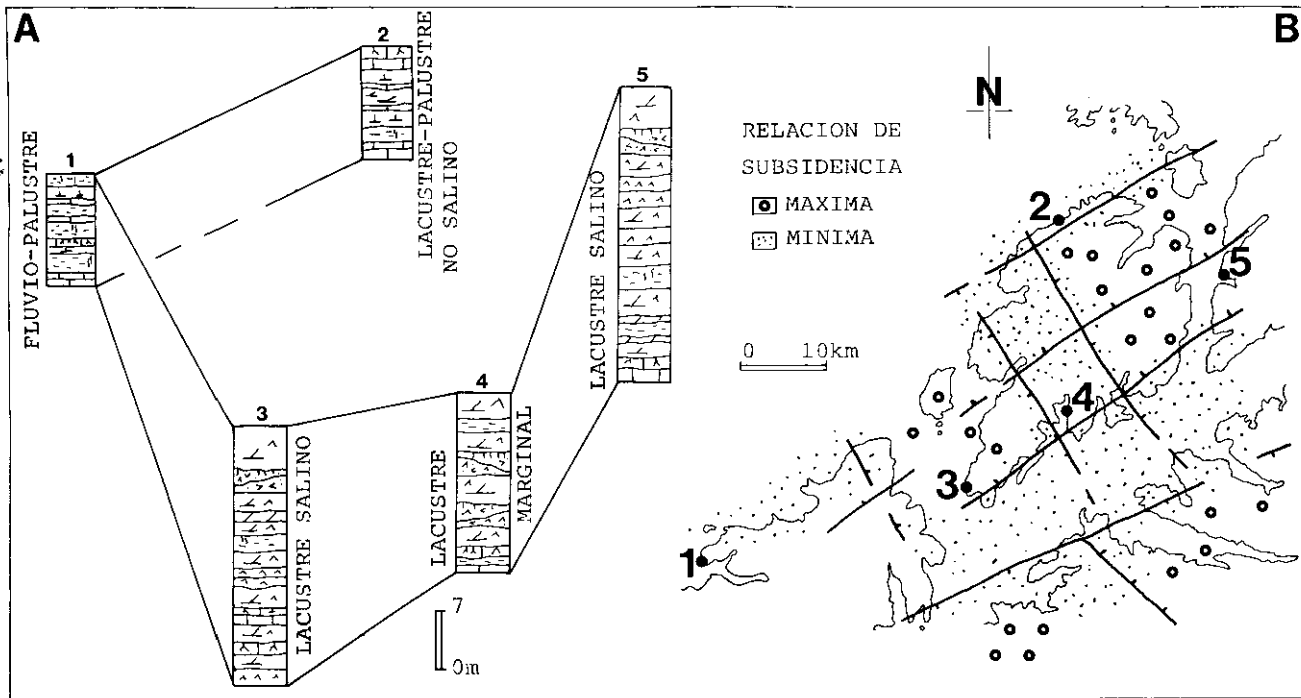 A
B
1
FLUVIO-PALUSTRE
2
LACUSTRE-PALUSTRE
NO SALINO
3
LACUSTRE SALINO
4
LACUSTRE
MARGINAL
5
LACUSTRE SALINO
7
0m
N
RELACION DE
SUBSIDENCIA
MAXIMA
MINIMA
0 10km
2
5
4
3
1